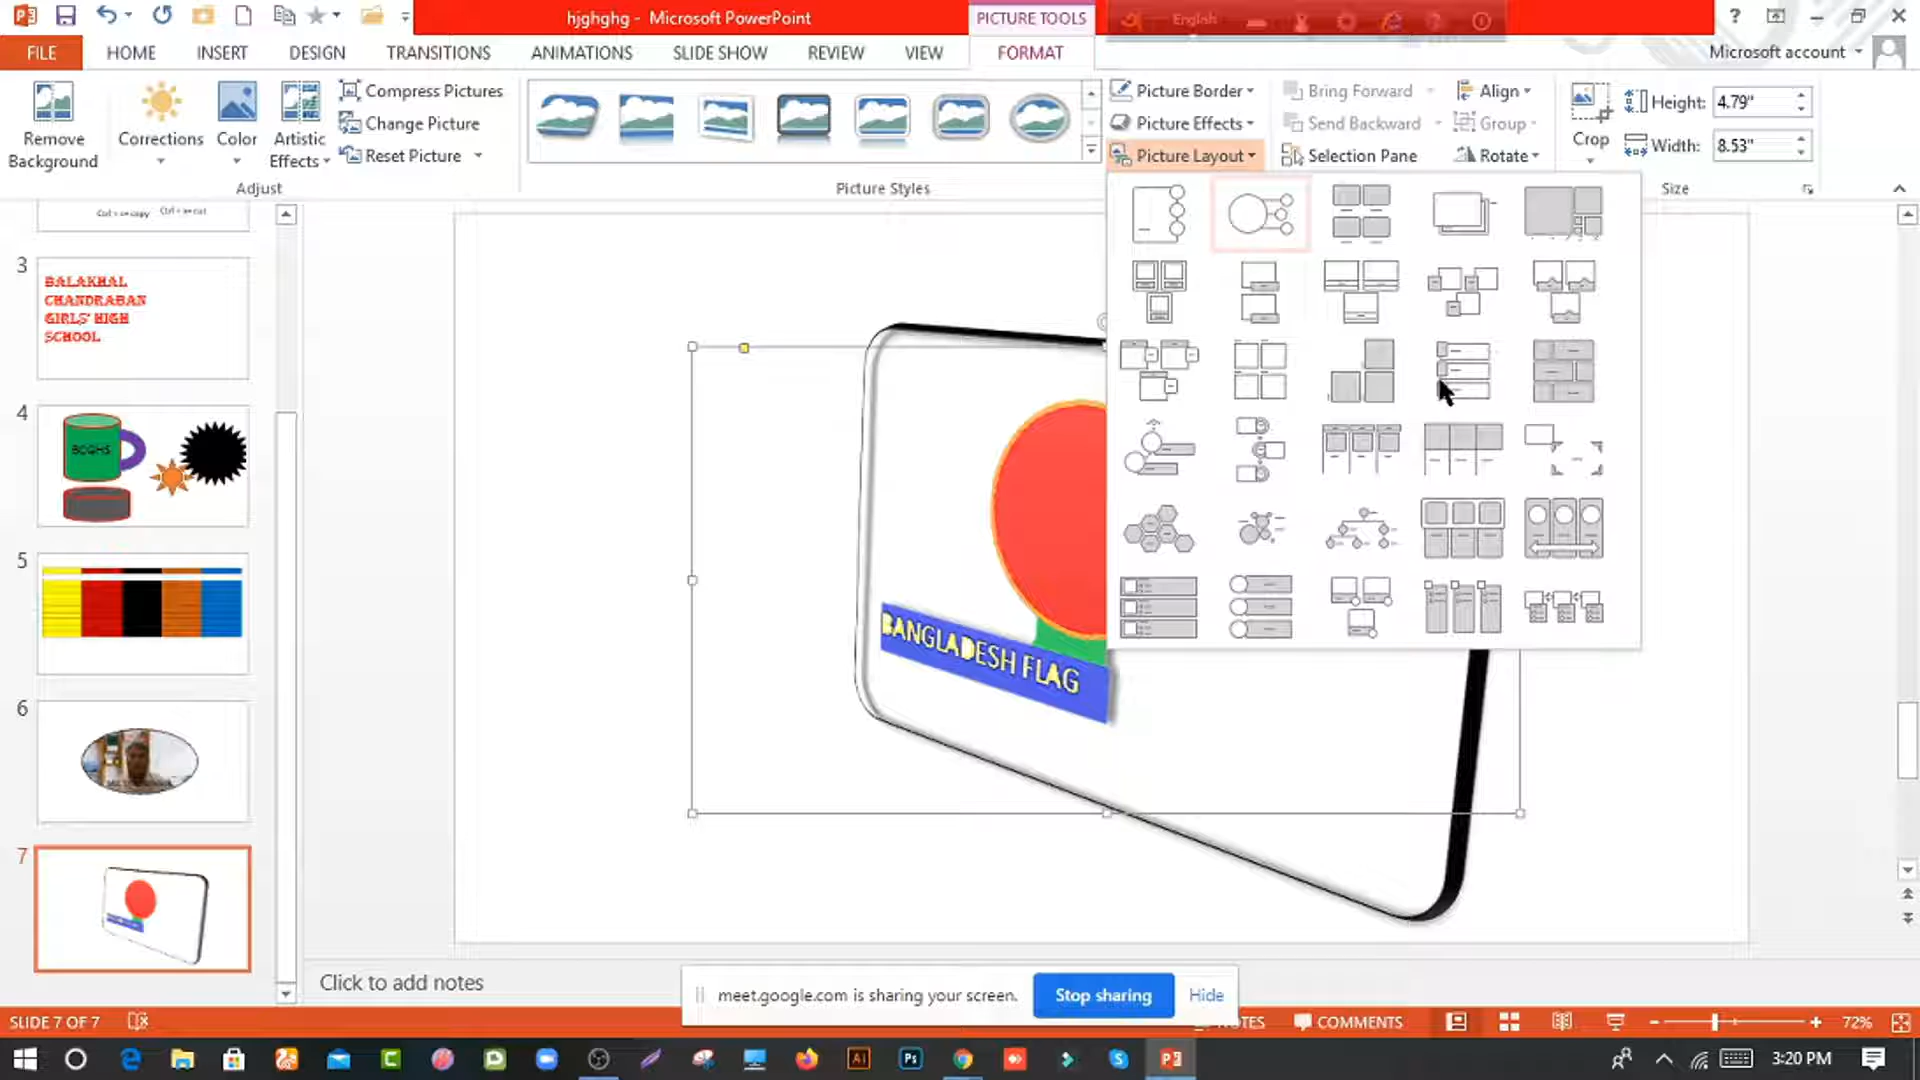 hjghghg - Microsoft PowerPoint
PICTURE TOOLS
English
FILE
HOME
INSERT
DESIGN
TRANSITIONS
ANIMATIONS
SLIDE SHOW
REVIEW
VIEW
FORMAT
Microsoft account
Remove Background
Corrections
Color
Artistic Effects
Compress Pictures
Change Picture
Reset Picture
Adjust
Picture Styles
Picture Border
Picture Effects
Picture Layout
Bring Forward
Send Backward
Selection Pane
Align
Group
Rotate
Crop
Height: 4.79"
Width: 8.53"
Size
3
BALAKHAL
CHANDRABAN
GIRLS' HIGH
SCHOOL
4
BCGHS
5
6
7
BANGLADESH FLAG
Click to add notes
meet.google.com is sharing your screen.
Stop sharing
Hide
SLIDE 7 OF 7
NOTES
COMMENTS
72%
3:20 PM